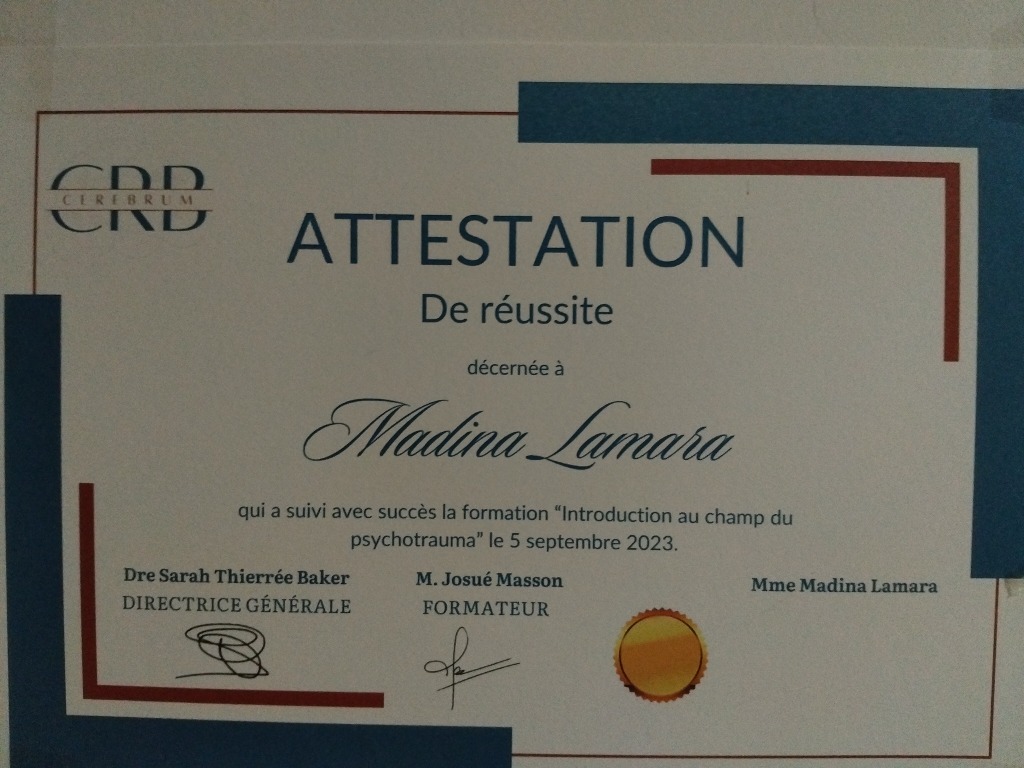 CRB
CEREBRUM
ATTESTATION
De réussite
décernée à
Madina Lamara
qui a suivi avec succès la formation “Introduction au champ du
psychotrauma” le 5 septembre 2023.
Dre Sarah Thierrée Baker
DIRECTRICE GÉNÉRALE
M. Josué Masson
FORMATEUR
Mme Madina Lamara